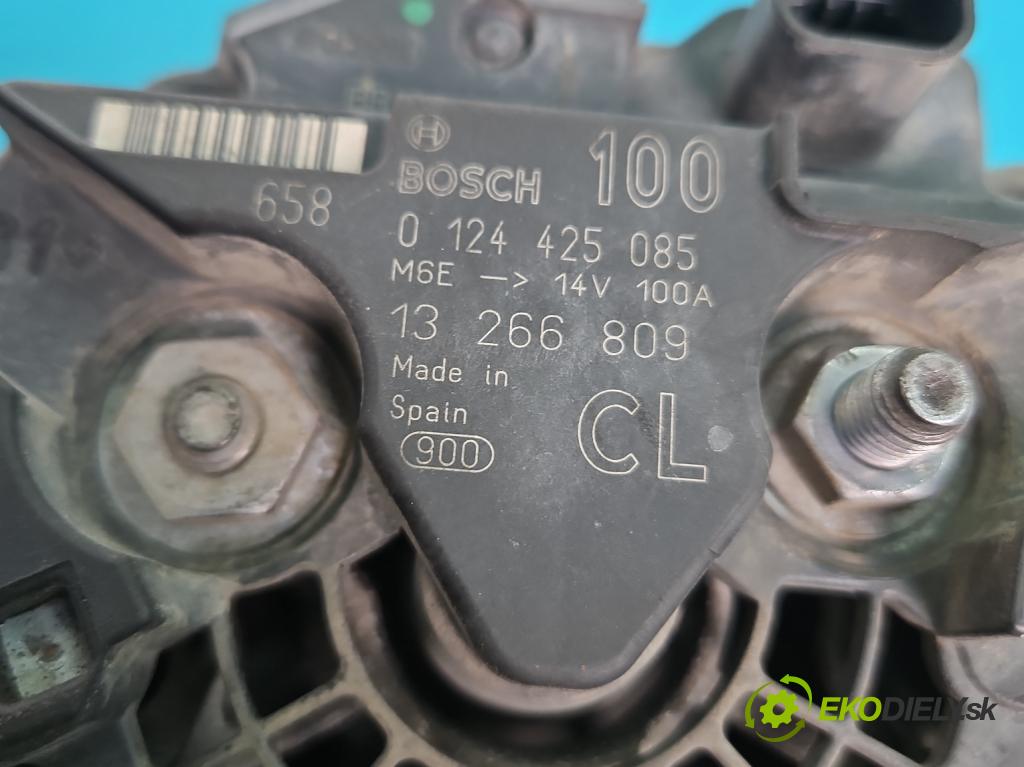 BOSCH 100
658
0 124 425 085
M6E -> 14V 100A
13 266 809
Made in
Spain
CL
900
EKODIELY.sk